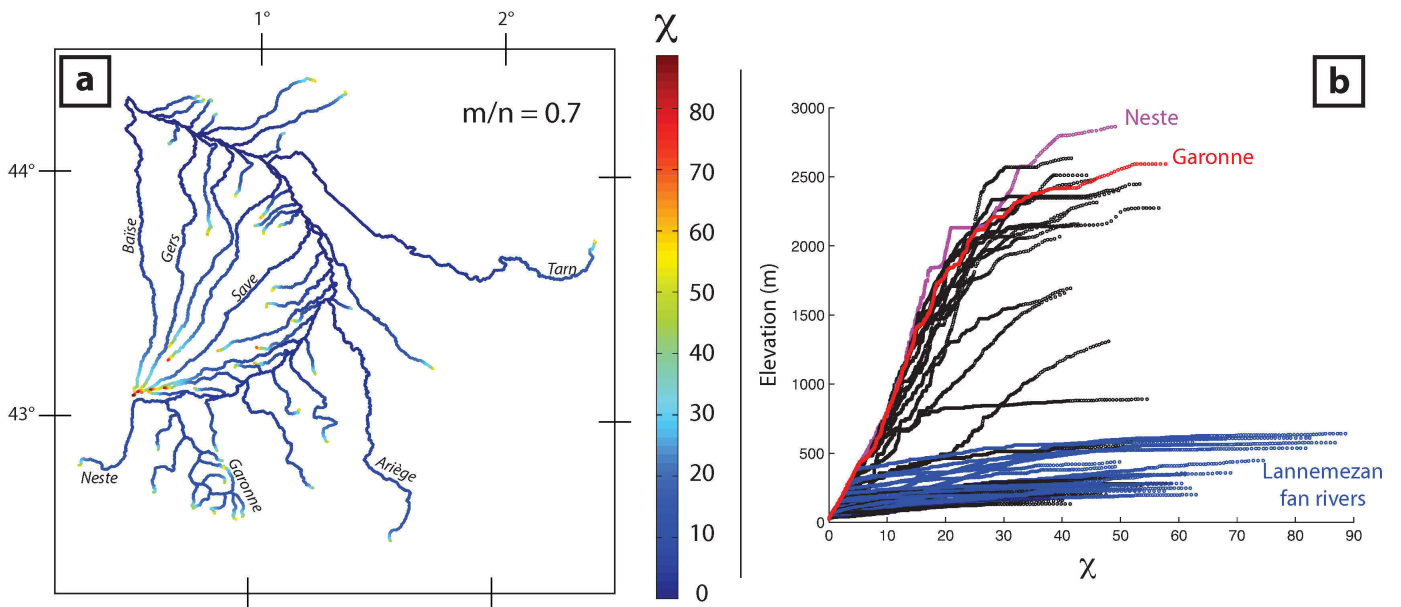 a
1°
2°
44°
43°
m/n = 0.7
Baïse
Gers
Save
Tarn
Neste
Garonne
Ariège
χ
80
70
60
50
40
30
20
10
0
b
3000
2500
2000
1500
1000
500
0
Elevation (m)
Neste
Garonne
Lannemezan
fan rivers
0 10 20 30 40 50 60 70 80 90
χ